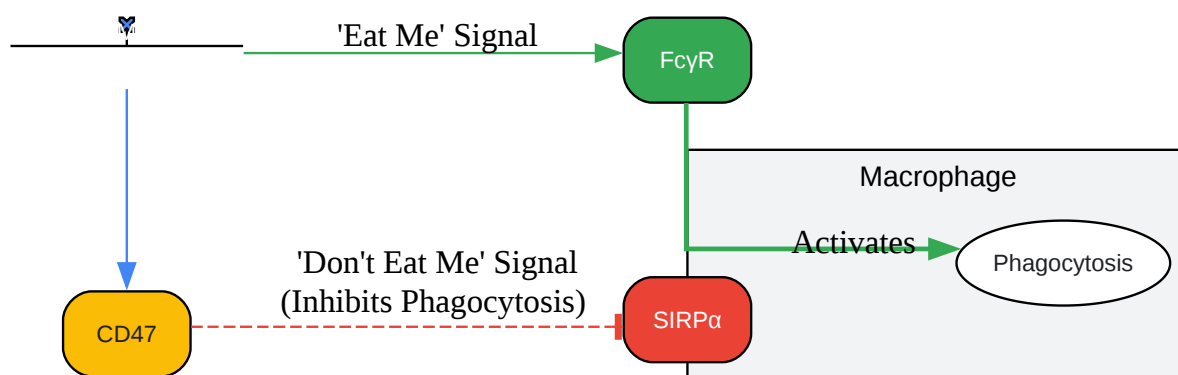 'Eat Me' Signal
FcγR
Macrophage
Activates
Phagocytosis
'Don't Eat Me' Signal
(Inhibits Phagocytosis)
CD47
SIRPα